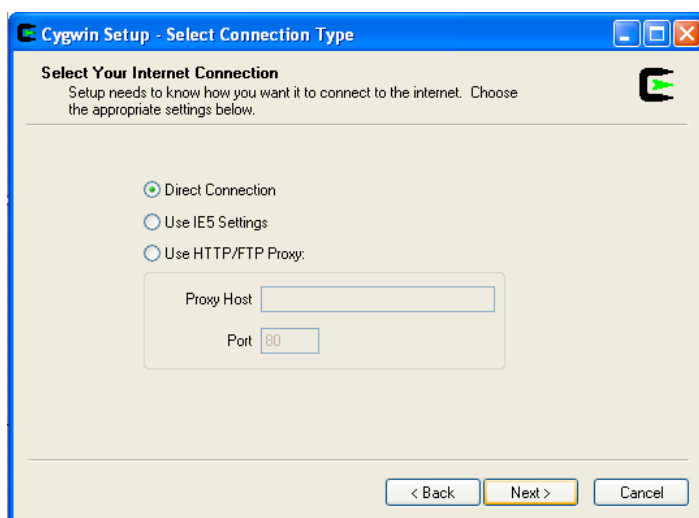 Cygwin Setup - Select Connection Type
Select Your Internet Connection
Setup needs to know how you want it to connect to the internet. Choose
the appropriate settings below.
Direct Connection
Use IE5 Settings
Use HTTP/FTP Proxy:
Proxy Host
Port 80
< Back Next > Cancel